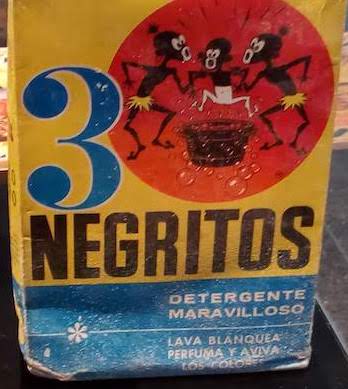 3
NEGRITOS
DETERGENTE
MARAVILLOSO
LAVA BLANQUEA
PERFUMA Y AVIVA
LOS COLORES